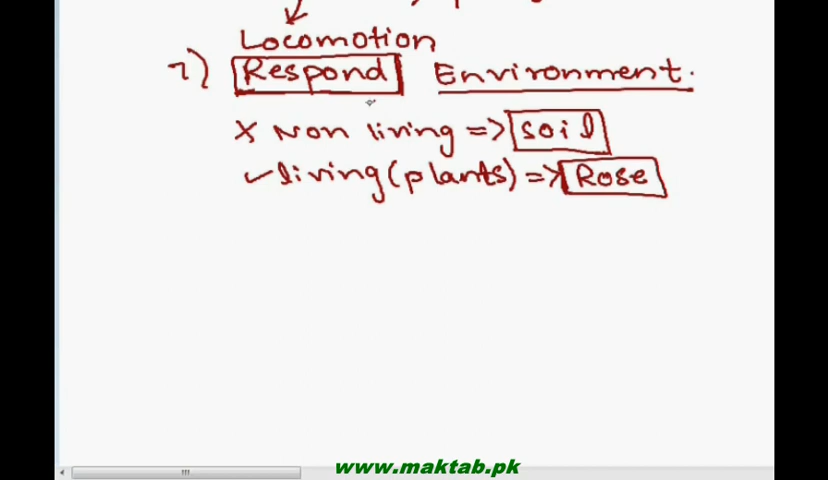 Locomotion
7) Respond Environment.
x Non living => soil
✓ living (plants) => Rose
www.maktab.pk